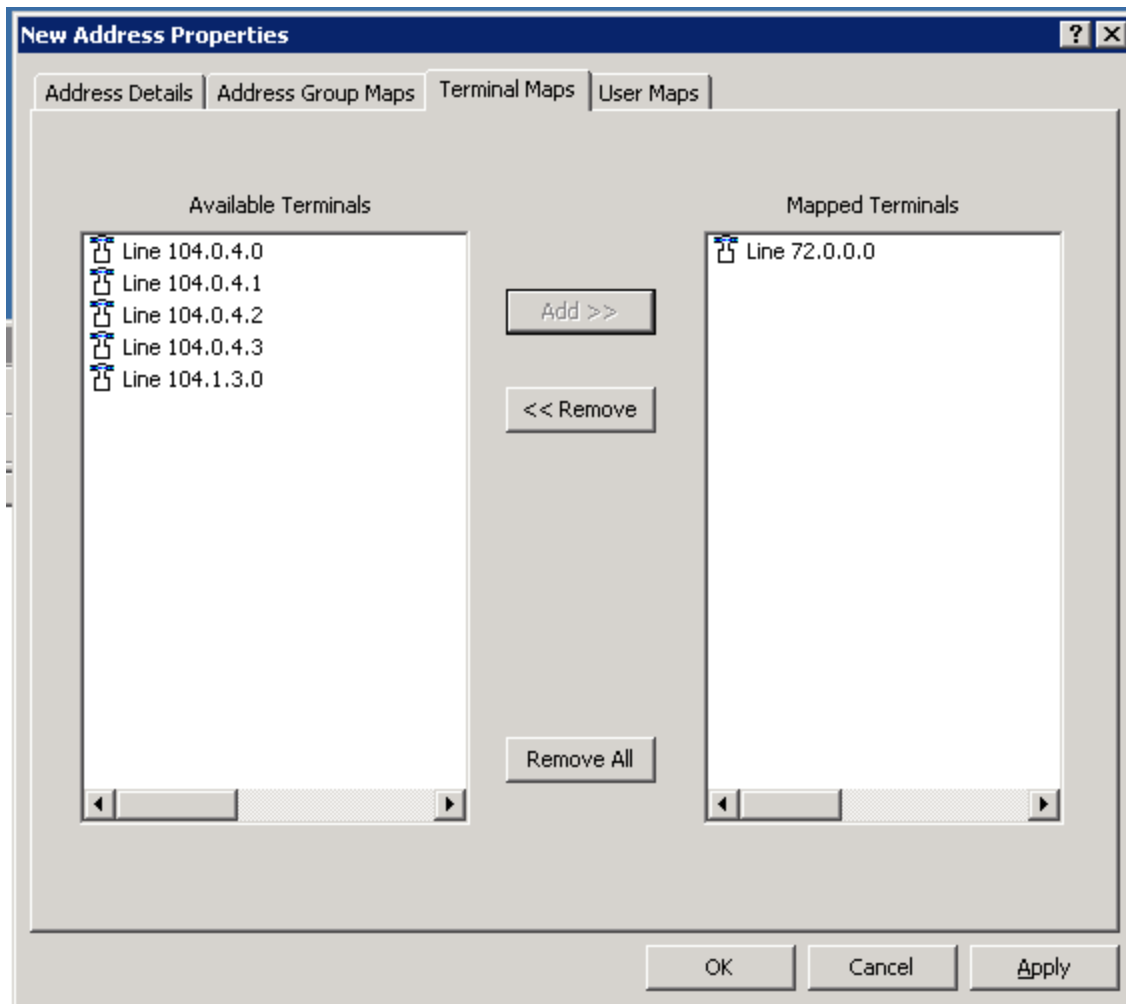 New Address Properties
? X
Address Details Address Group Maps Terminal Maps User Maps
Available Terminals
Line 104.0.4.0
Line 104.0.4.1
Line 104.0.4.2
Line 104.0.4.3
Line 104.1.3.0
Add >>
<< Remove
Remove All
Mapped Terminals
Line 72.0.0.0
OK Cancel Apply